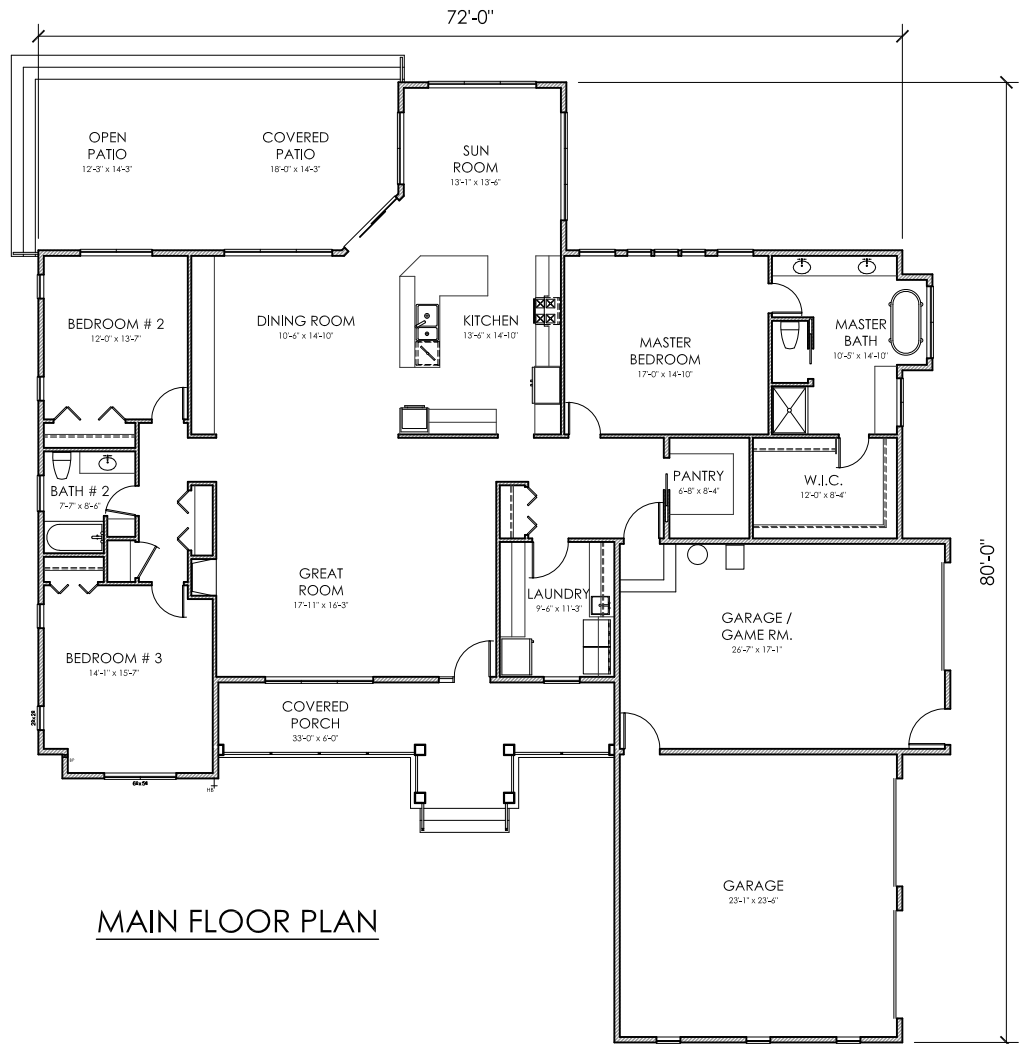 72'-0"
OPEN
PATIO
12'-3" x 14'-3"
COVERED
PATIO
18'-0" x 14'-3"
SUN
ROOM
13'-1" x 13'-6"
BEDROOM # 2
12'-0" x 13'-7"
DINING ROOM
10'-6" x 14'-10"
KITCHEN
13'-6" x 14'-10"
MASTER
BEDROOM
17'-0" x 14'-10"
MASTER
BATH
10'-5" x 14'-10"
BATH # 2
7'-7" x 8'-6"
PANTRY
6'-8" x 8'-4"
W.I.C.
12'-0" x 8'-4"
80'-0"
GREAT
ROOM
17'-11" x 16'-3"
LAUNDRY
9'-6" x 11'-3"
GARAGE /
GAME RM.
26'-7" x 17'-1"
BEDROOM # 3
14'-1" x 15'-7"
COVERED
PORCH
33'-0" x 6'-0"
HB
GARAGE
23'-1" x 23'-6"
MAIN FLOOR PLAN